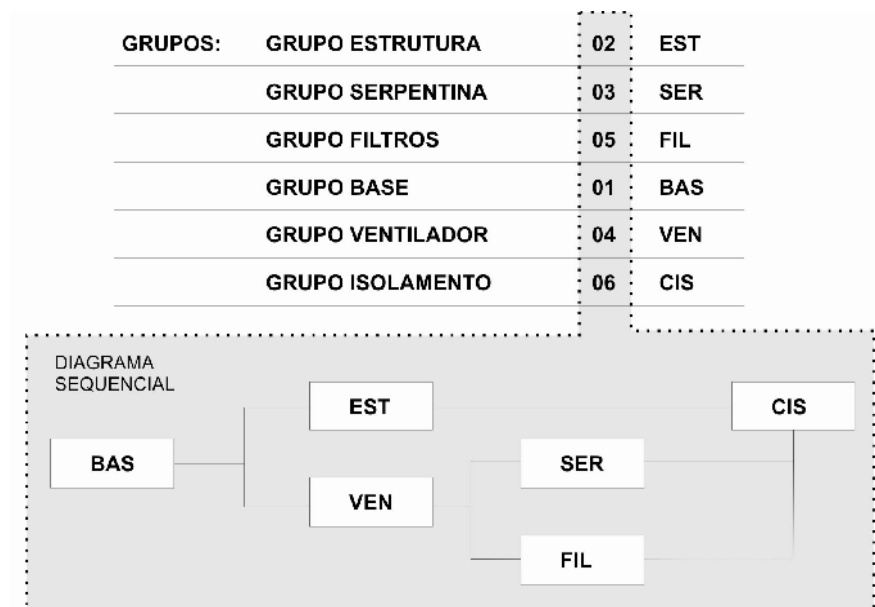 GRUPOS: GRUPO ESTRUTURA 02 EST
GRUPO SERPENTINA 03 SER
GRUPO FILTROS 05 FIL
GRUPO BASE 01 BAS
GRUPO VENTILADOR 04 VEN
GRUPO ISOLAMENTO 06 CIS
DIAGRAMA
SEQUENCIAL
EST CIS
BAS SER
VEN
FIL